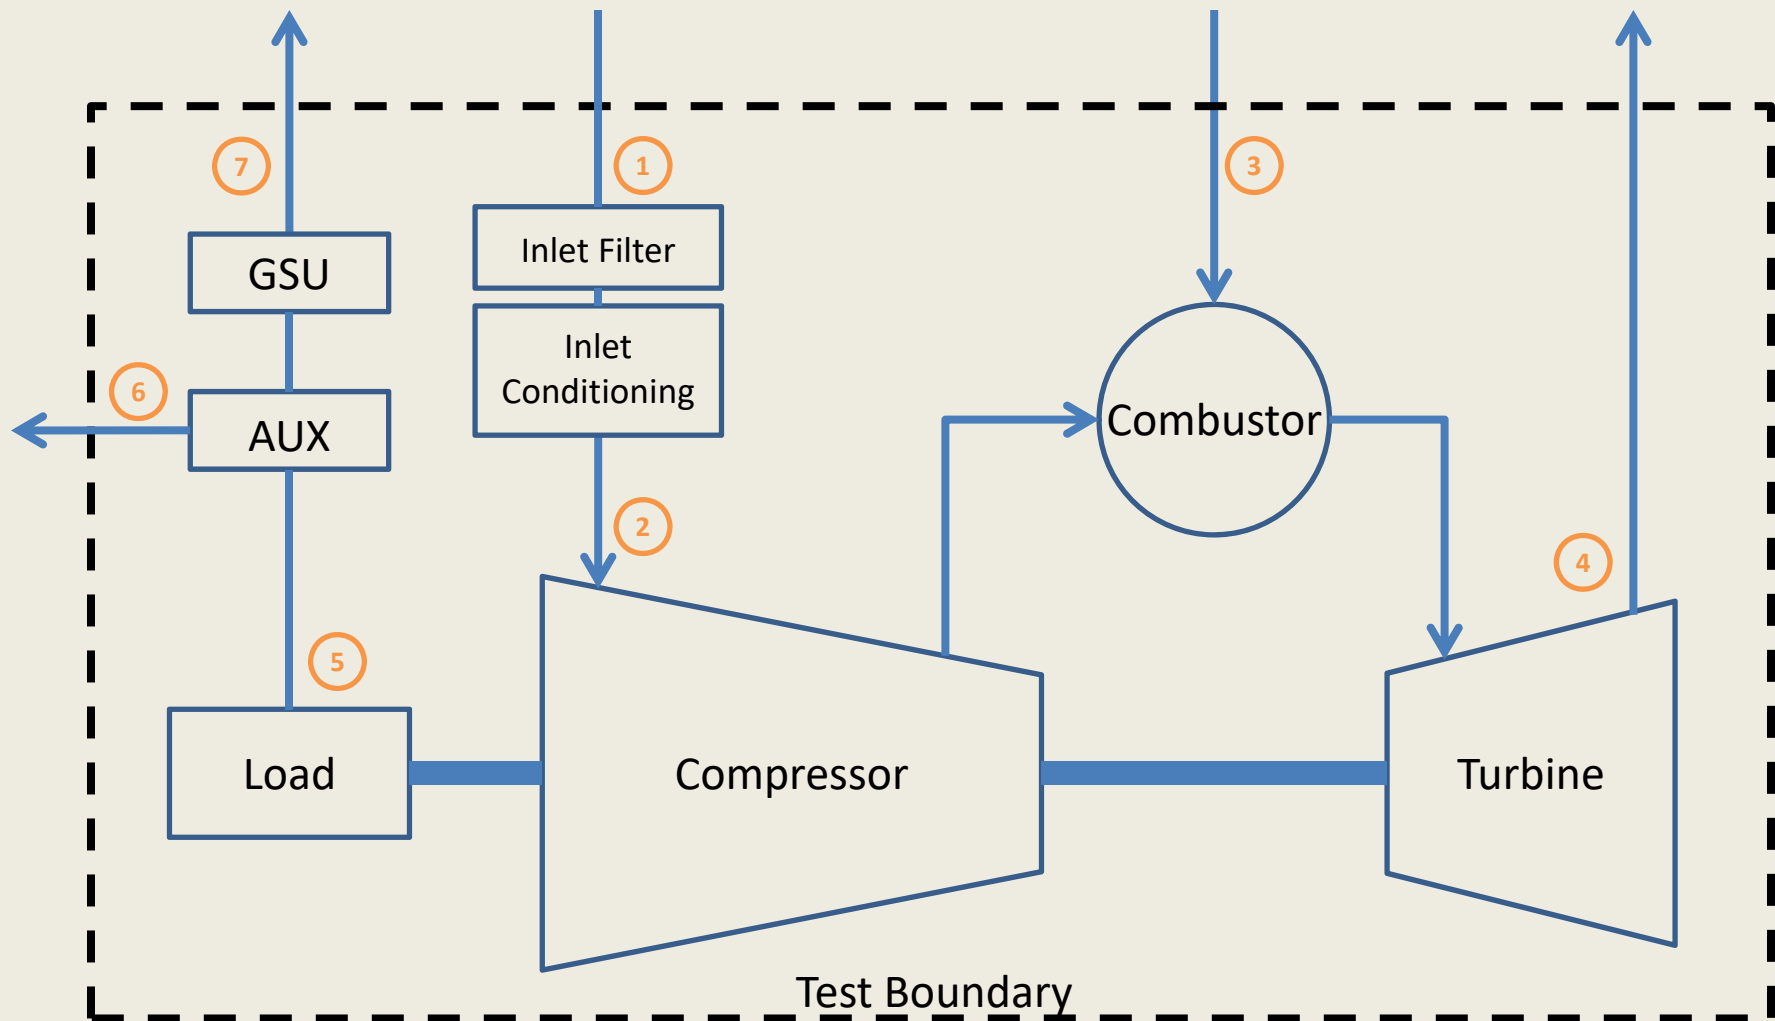 7
1
3
GSU
Inlet Filter
Inlet
Conditioning
6
AUX
Combustor
2
4
5
Load
Compressor
Turbine
Test Boundary